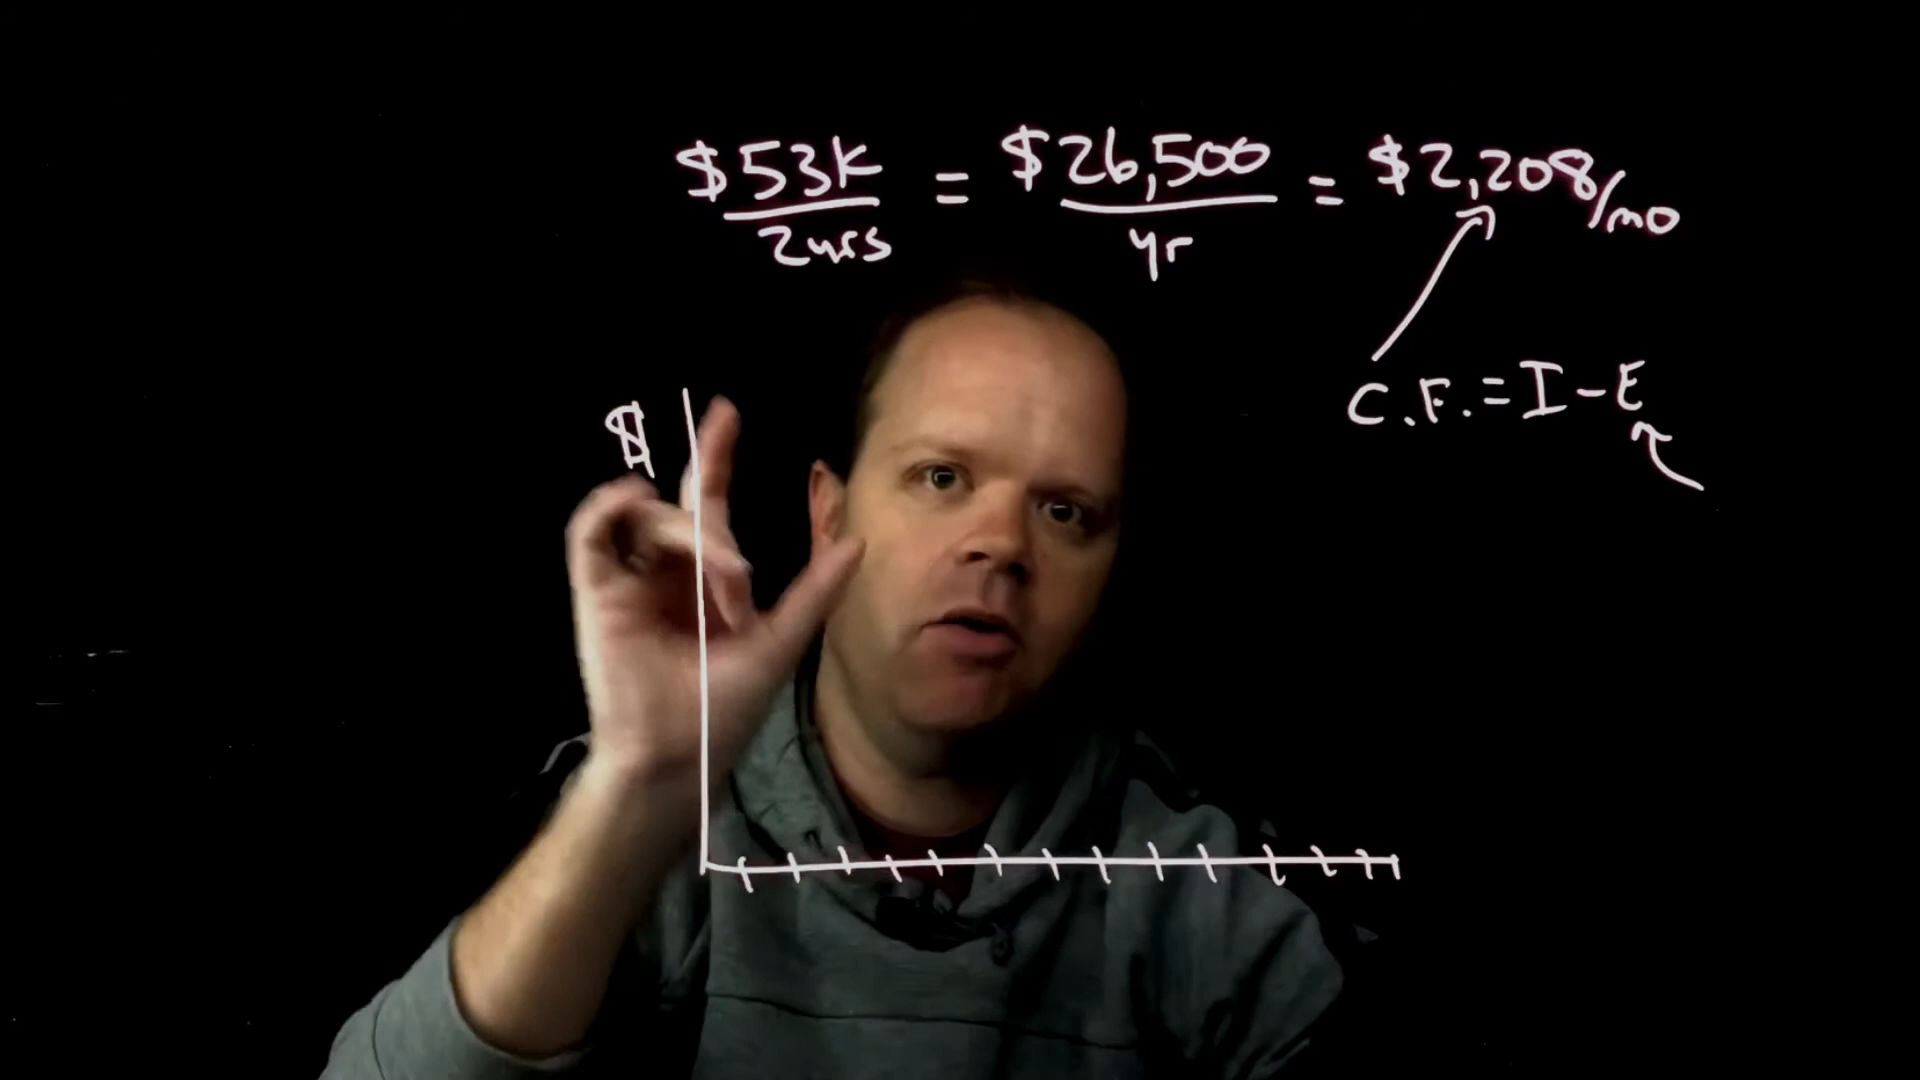 $53K = $26,500 = $2,208/mo
2yrs yr
C.F. = I - E
$